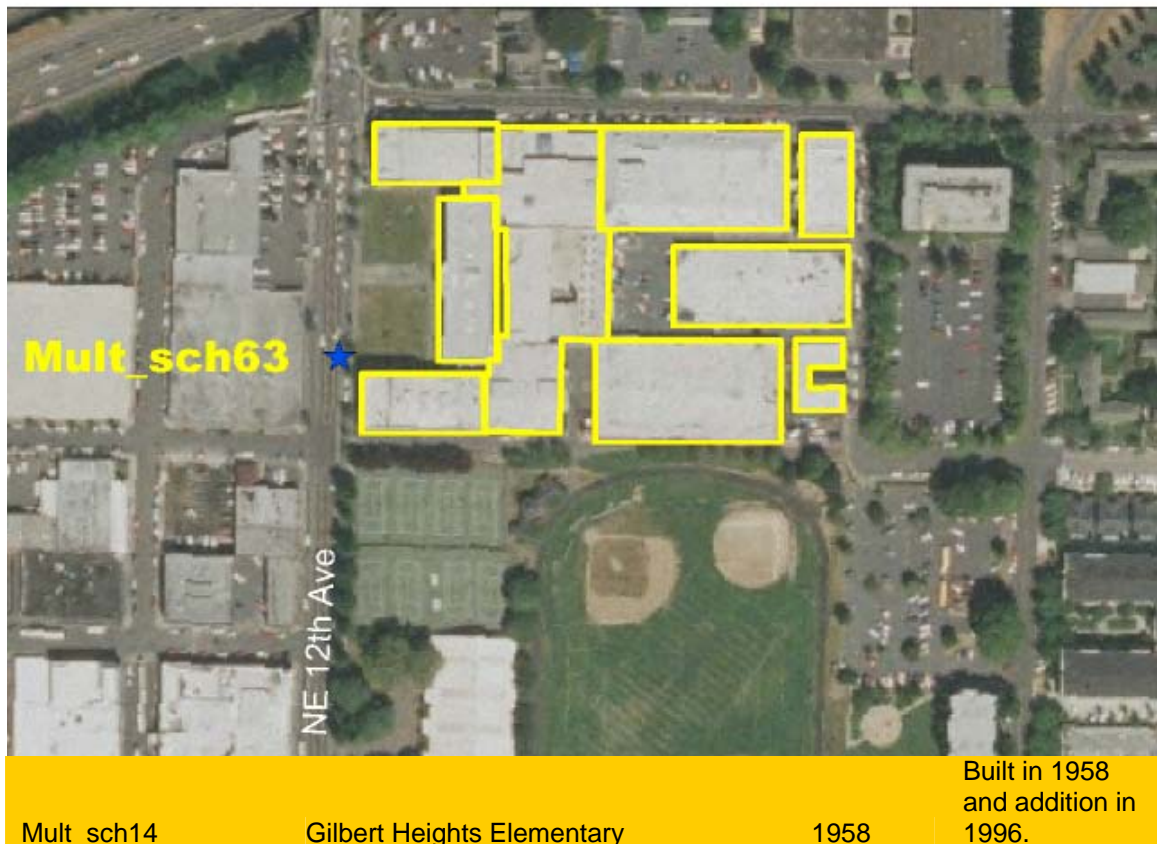 Mult_sch63
NE 12th Ave
Built in 1958
and addition in
Mult_sch14 Gilbert Heights Elementary 1958 1996.